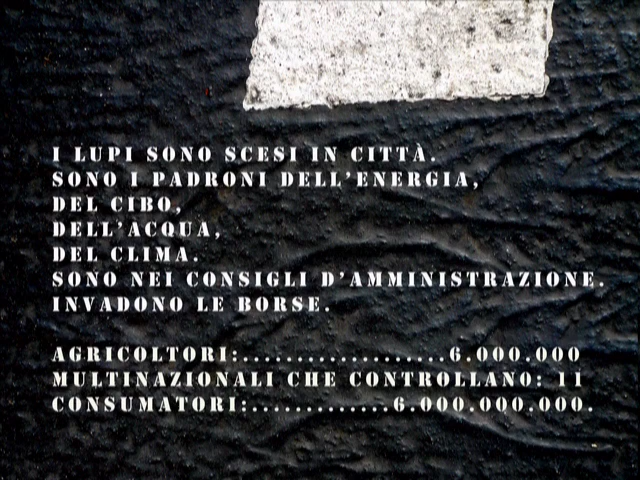 I LUPI SONO SCESI IN CITTÀ.
SONO I PADRONI DELL'ENERGIA,
DEL CIBO,
DELL'ACQUA,
DEL CLIMA.
SONO NEI CONSIGLI D'AMMINISTRAZIONE.
INVADONO LE BORSE.
AGRICOLTORI:...................6.000.000
MULTINAZIONALI CHE CONTROLLANO: 11
CONSUMATORI:.............6.000.000.000.